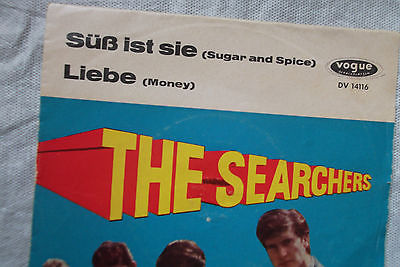 Süß ist sie (Sugar and Spice)
Liebe (Money)
vogue
DV 14116
THE SEARCHERS